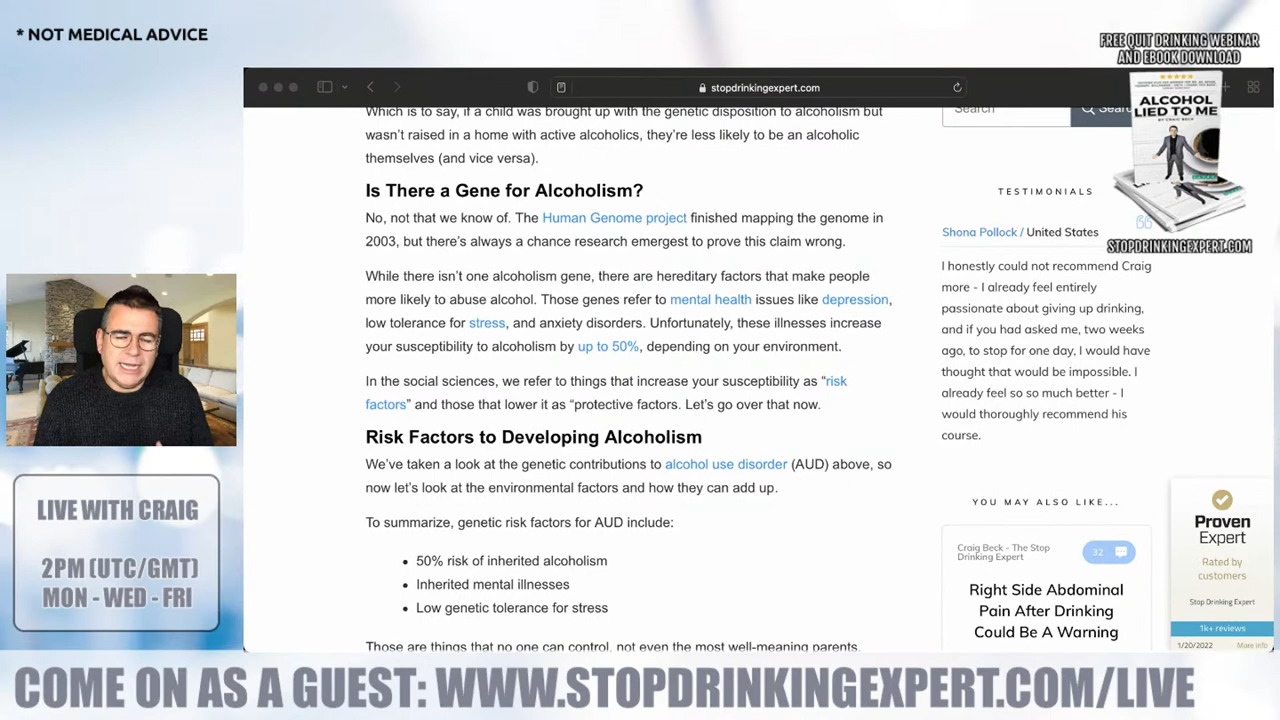 * NOT MEDICAL ADVICE
FREE QUIT DRINKING WEBINAR
AND EBOOK DOWNLOAD
stopdrinkingexpert.com
ALCOHOL
LIED TO ME
BY CRAIG BECK
STOPDRINKINGEXPERT.COM
Which is to say, if a child was brought up with the genetic disposition to alcoholism but
wasn't raised in a home with active alcoholics, they're less likely to be an alcoholic
themselves (and vice versa).
Is There a Gene for Alcoholism?
No, not that we know of. The Human Genome project finished mapping the genome in
2003, but there's always a chance research emergest to prove this claim wrong.
While there isn't one alcoholism gene, there are hereditary factors that make people
more likely to abuse alcohol. Those genes refer to mental health issues like depression,
low tolerance for stress, and anxiety disorders. Unfortunately, these illnesses increase
your susceptibility to alcoholism by up to 50%, depending on your environment.
In the social sciences, we refer to things that increase your susceptibility as “risk
factors” and those that lower it as “protective factors. Let's go over that now.
Risk Factors to Developing Alcoholism
We've taken a look at the genetic contributions to alcohol use disorder (AUD) above, so
now let's look at the environmental factors and how they can add up.
To summarize, genetic risk factors for AUD include:
• 50% risk of inherited alcoholism
• Inherited mental illnesses
• Low genetic tolerance for stress
Those are things that no one can control, not even the most well-meaning parents.
Search
TESTIMONIALS
Shona Pollock / United States
I honestly could not recommend Craig
more - I already feel entirely
passionate about giving up drinking,
and if you had asked me, two weeks
ago, to stop for one day, I would have
thought that would be impossible. I
already feel so so much better - I
would thoroughly recommend his
course.
YOU MAY ALSO LIKE...
Craig Beck - The Stop
Drinking Expert
32
Right Side Abdominal
Pain After Drinking
Could Be A Warning
Proven
Expert
Rated by
customers
Stop Drinking Expert
1k+ reviews
1/20/2022 More info
LIVE WITH CRAIG
2PM (UTC/GMT)
MON - WED - FRI
COME ON AS A GUEST: WWW.STOPDRINKINGEXPERT.COM/LIVE